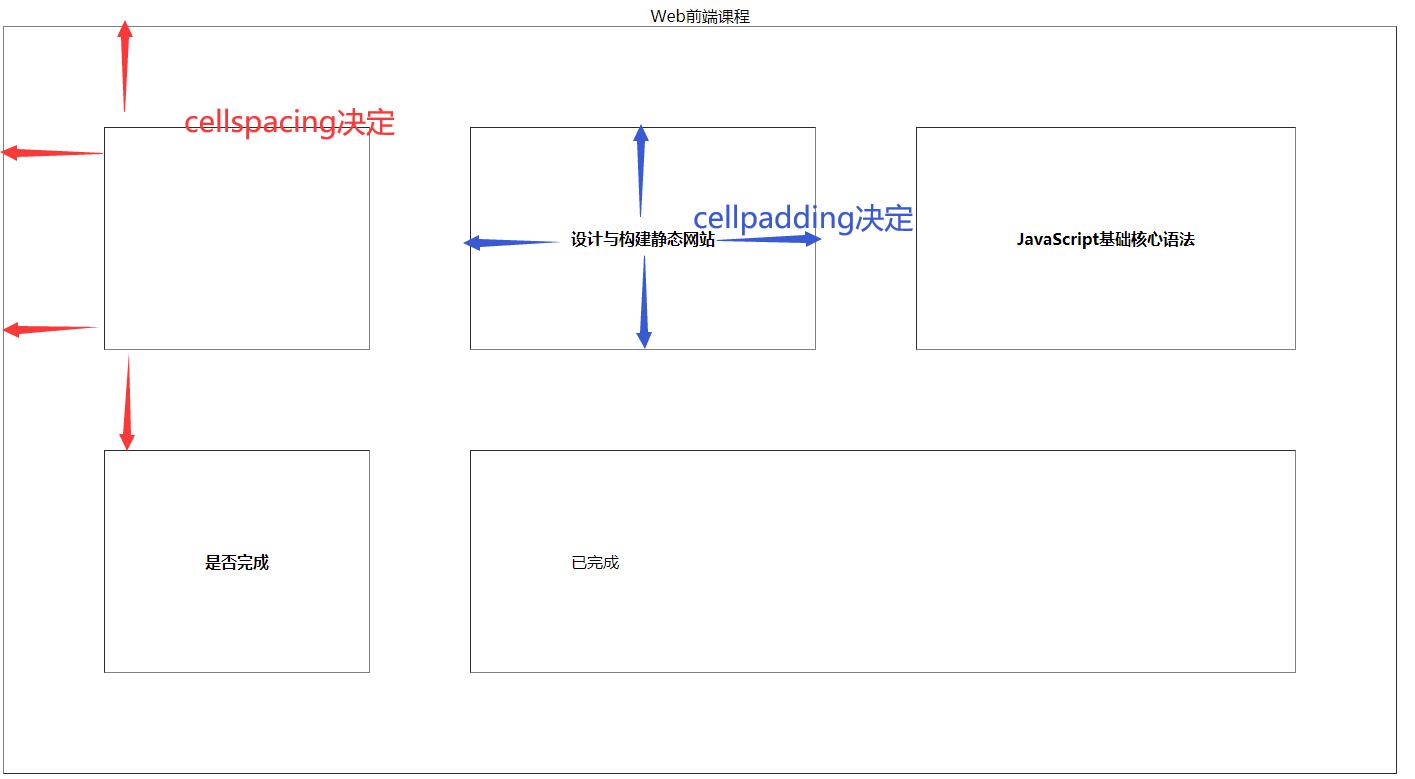 Web前端课程
cellspacing决定
cellpadding决定
设计与构建静态网站
JavaScript基础核心语法
是否完成
已完成